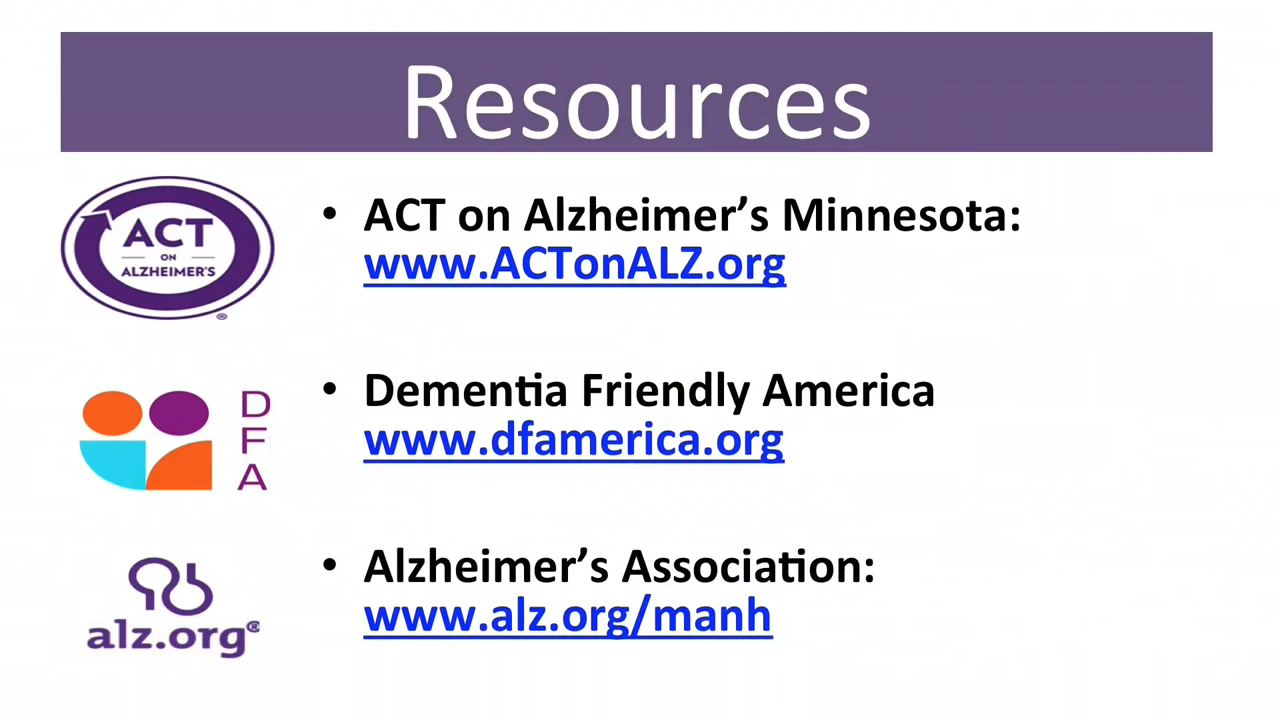 Resources
ACT
ON
ALZHEIMER'S
®
• ACT on Alzheimer’s Minnesota:
www.ACTonALZ.org
D
F
A
• Dementia Friendly America
www.dfamerica.org
alz.org®
• Alzheimer’s Association:
www.alz.org/manh